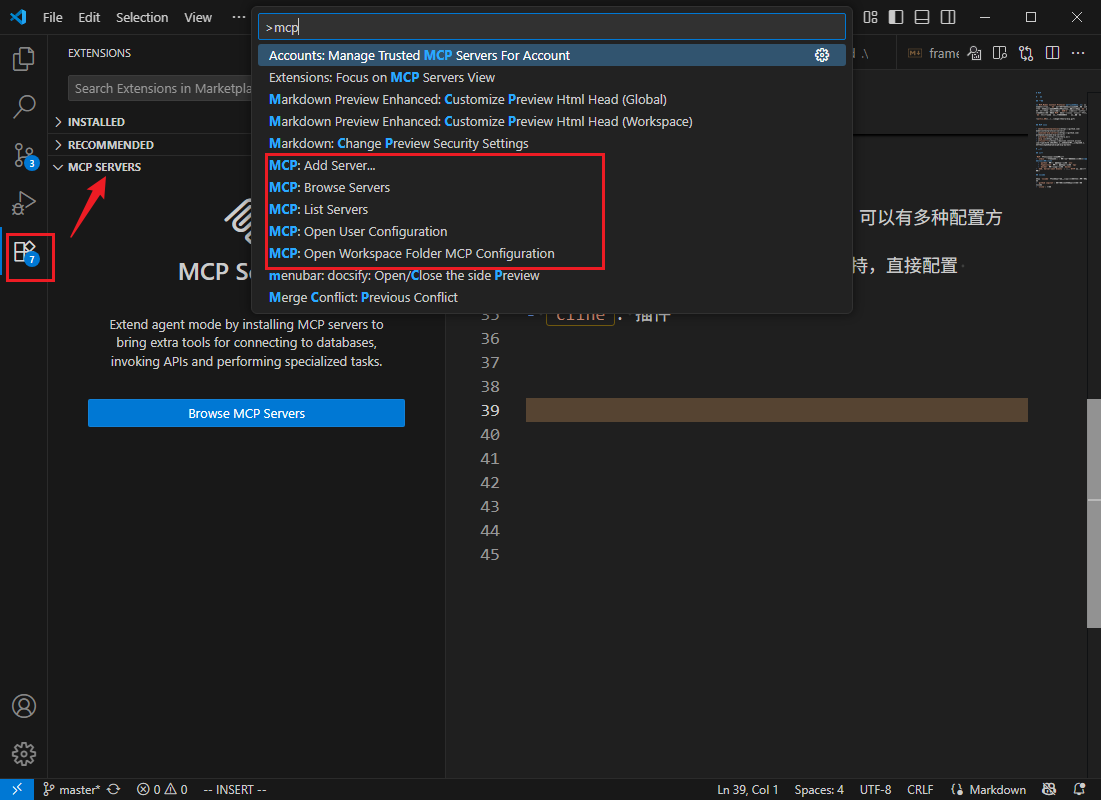 File Edit Selection View ···
>mcp
Accounts: Manage Trusted MCP Servers For Account
Extensions: Focus on MCP Servers View
Markdown Preview Enhanced: Customize Preview Html Head (Global)
Markdown Preview Enhanced: Customize Preview Html Head (Workspace)
Markdown: Change Preview Security Settings
MCP: Add Server...
MCP: Browse Servers
MCP: List Servers
MCP: Open User Configuration
MCP: Open Workspace Folder MCP Configuration
menubar: docsify: Open/Close the side Preview
Merge Conflict: Previous Conflict
EXTENSIONS
Search Extensions in Marketpla
INSTALLED
RECOMMENDED
MCP SERVERS
3
7
MCP Se
Extend agent mode by installing MCP servers to
bring extra tools for connecting to databases,
invoking APIs and performing specialized tasks.
Browse MCP Servers
.\
frame
···
可以有多种配置方
持，直接配置
35 - cline: 插件
36
37
38
39
40
41
42
43
44
45
master* 0 0 -- INSERT --
Ln 39, Col 1 Spaces: 4 UTF-8 CRLF Markdown